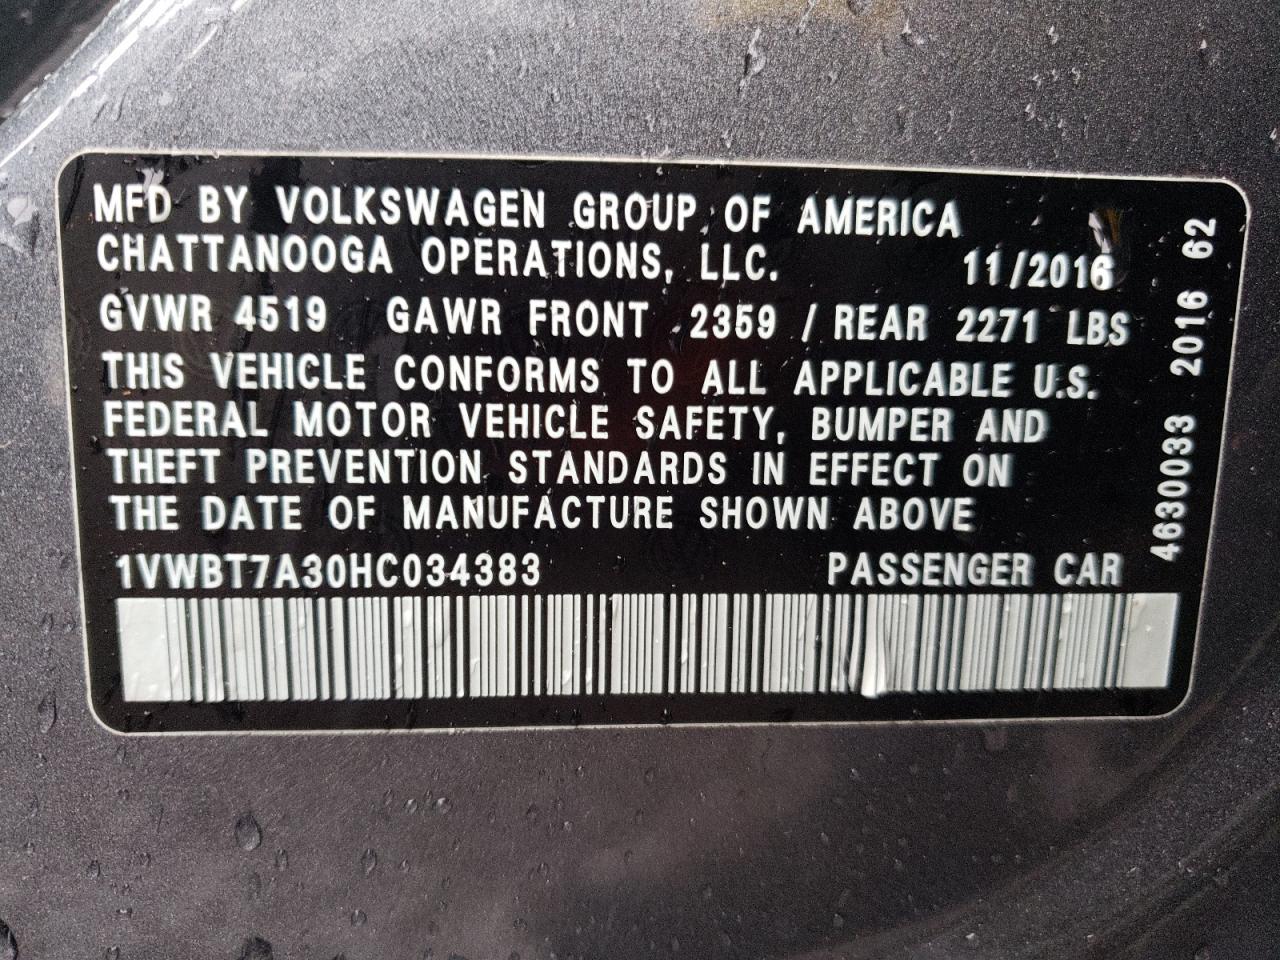 MFD BY VOLKSWAGEN GROUP OF AMERICA
CHATTANOOGA OPERATIONS, LLC. 11/2016
GVWR 4519 GAWR FRONT 2359 / REAR 2271 LBS
THIS VEHICLE CONFORMS TO ALL APPLICABLE U.S.
FEDERAL MOTOR VEHICLE SAFETY, BUMPER AND
THEFT PREVENTION STANDARDS IN EFFECT ON
THE DATE OF MANUFACTURE SHOWN ABOVE
1VWBT7A30HC034383 PASSENGER CAR
4630033 2016 62